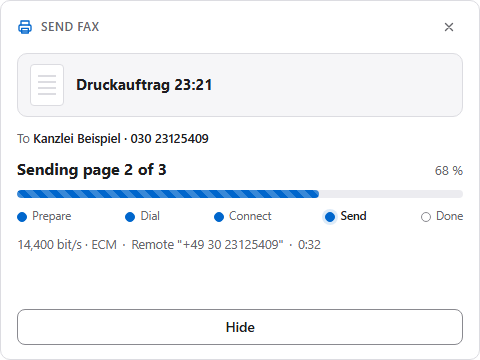 SEND FAX
Druckauftrag 23:21
To Kanzlei Beispiel · 030 23125409
Sending page 2 of 3 68 %
Prepare Dial Connect Send Done
14,400 bit/s · ECM · Remote "+49 30 23125409" · 0:32
Hide